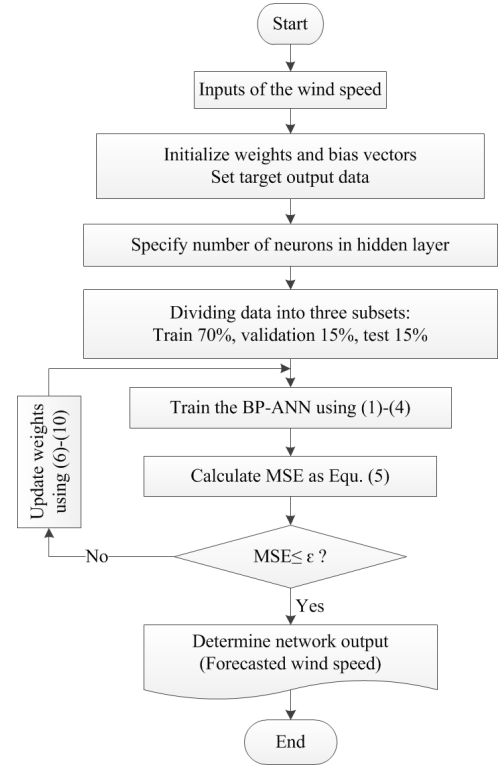 Start
Inputs of the wind speed
Initialize weights and bias vectors
Set target output data
Specify number of neurons in hidden layer
Dividing data into three subsets:
Train 70%, validation 15%, test 15%
Train the BP-ANN using (1)-(4)
Update weights
using (6)-(10)
Calculate MSE as Equ. (5)
MSE≤ ε ?
No
Yes
Determine network output
(Forecasted wind speed)
End